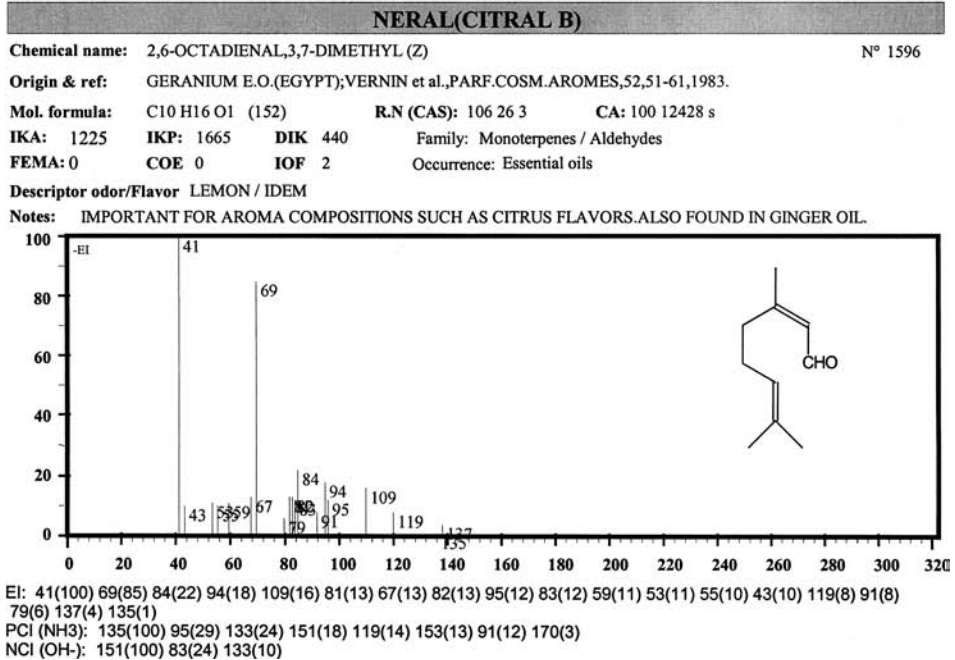 NERAL(CITRAL B)
Chemical name: 2,6-OCTADIENAL,3,7-DIMETHYL (Z) N° 1596
Origin & ref: GERANIUM E.O.(EGYPT);VERNIN et al.,PARF.COSM.AROMES,52,51-61,1983.
Mol. formula: C10 H16 O1 (152) R.N (CAS): 106 26 3 CA: 100 12428 s
IKA: 1225 IKP: 1665 DIK 440 Family: Monoterpenes / Aldehydes
FEMA: 0 COE 0 IOF 2 Occurrence: Essential oils
Descriptor odor/Flavor LEMON / IDEM
Notes: IMPORTANT FOR AROMA COMPOSITIONS SUCH AS CITRUS FLAVORS.ALSO FOUND IN GINGER OIL.
100 -EI 41
80 69
60 CHO
40
20 84 94
43 59 67 95 109
79 91 119
0
0 20 40 60 80 100 120 140 160 180 200 220 240 260 280 300 320
EI: 41(100) 69(85) 84(22) 94(18) 109(16) 81(13) 67(13) 82(13) 95(12) 83(12) 59(11) 53(11) 55(10) 43(10) 119(8) 91(8)
79(6) 137(4) 135(1)
PCI (NH3): 135(100) 95(29) 133(24) 151(18) 119(14) 153(13) 91(12) 170(3)
NCI (OH-): 151(100) 83(24) 133(10)